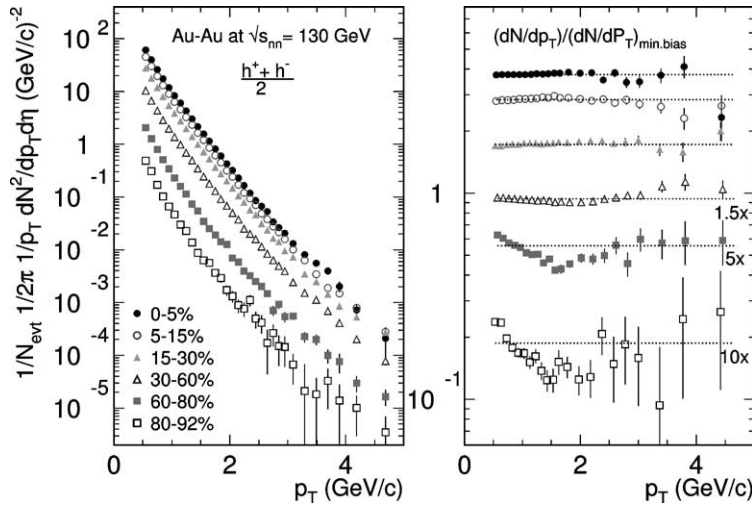 1/N_evt 1/2π 1/p_T dN²/dp_T dη (GeV/c)⁻²
Au-Au at √s_nn = 130 GeV
h⁺ + h⁻
2
10²
10
1
10⁻¹
10⁻²
10⁻³
10⁻⁴
10⁻⁵
0-5%
5-15%
15-30%
30-60%
60-80%
80-92%
0
2
4
p_T (GeV/c)
(dN/dp_T)/(dN/dP_T)_min.bias
1
10⁻¹
1.5x
5x
10x
0
2
4
p_T (GeV/c)